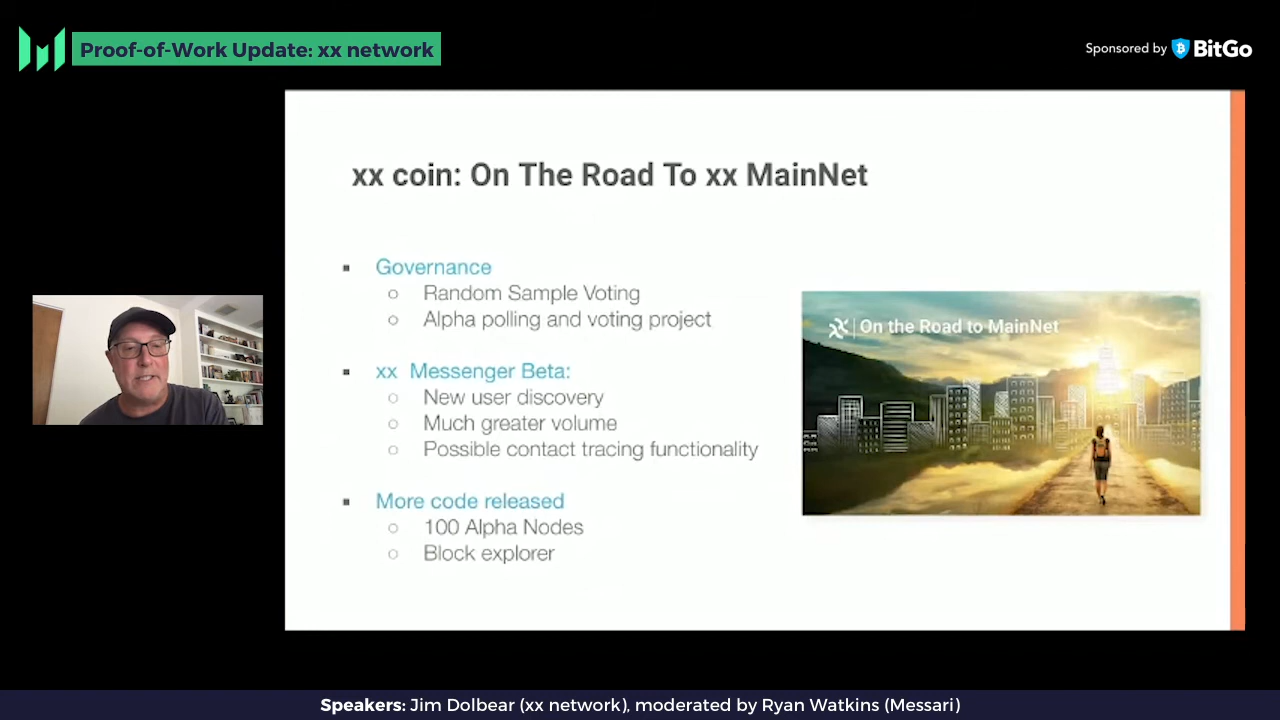 Proof-of-Work Update: xx network
Sponsored by BitGo
xx coin: On The Road To xx MainNet
Governance
Random Sample Voting
Alpha polling and voting project
xx Messenger Beta:
New user discovery
Much greater volume
Possible contact tracing functionality
More code released
100 Alpha Nodes
Block explorer
On the Road to MainNet
Speakers: Jim Dolbear (xx network), moderated by Ryan Watkins (Messari)